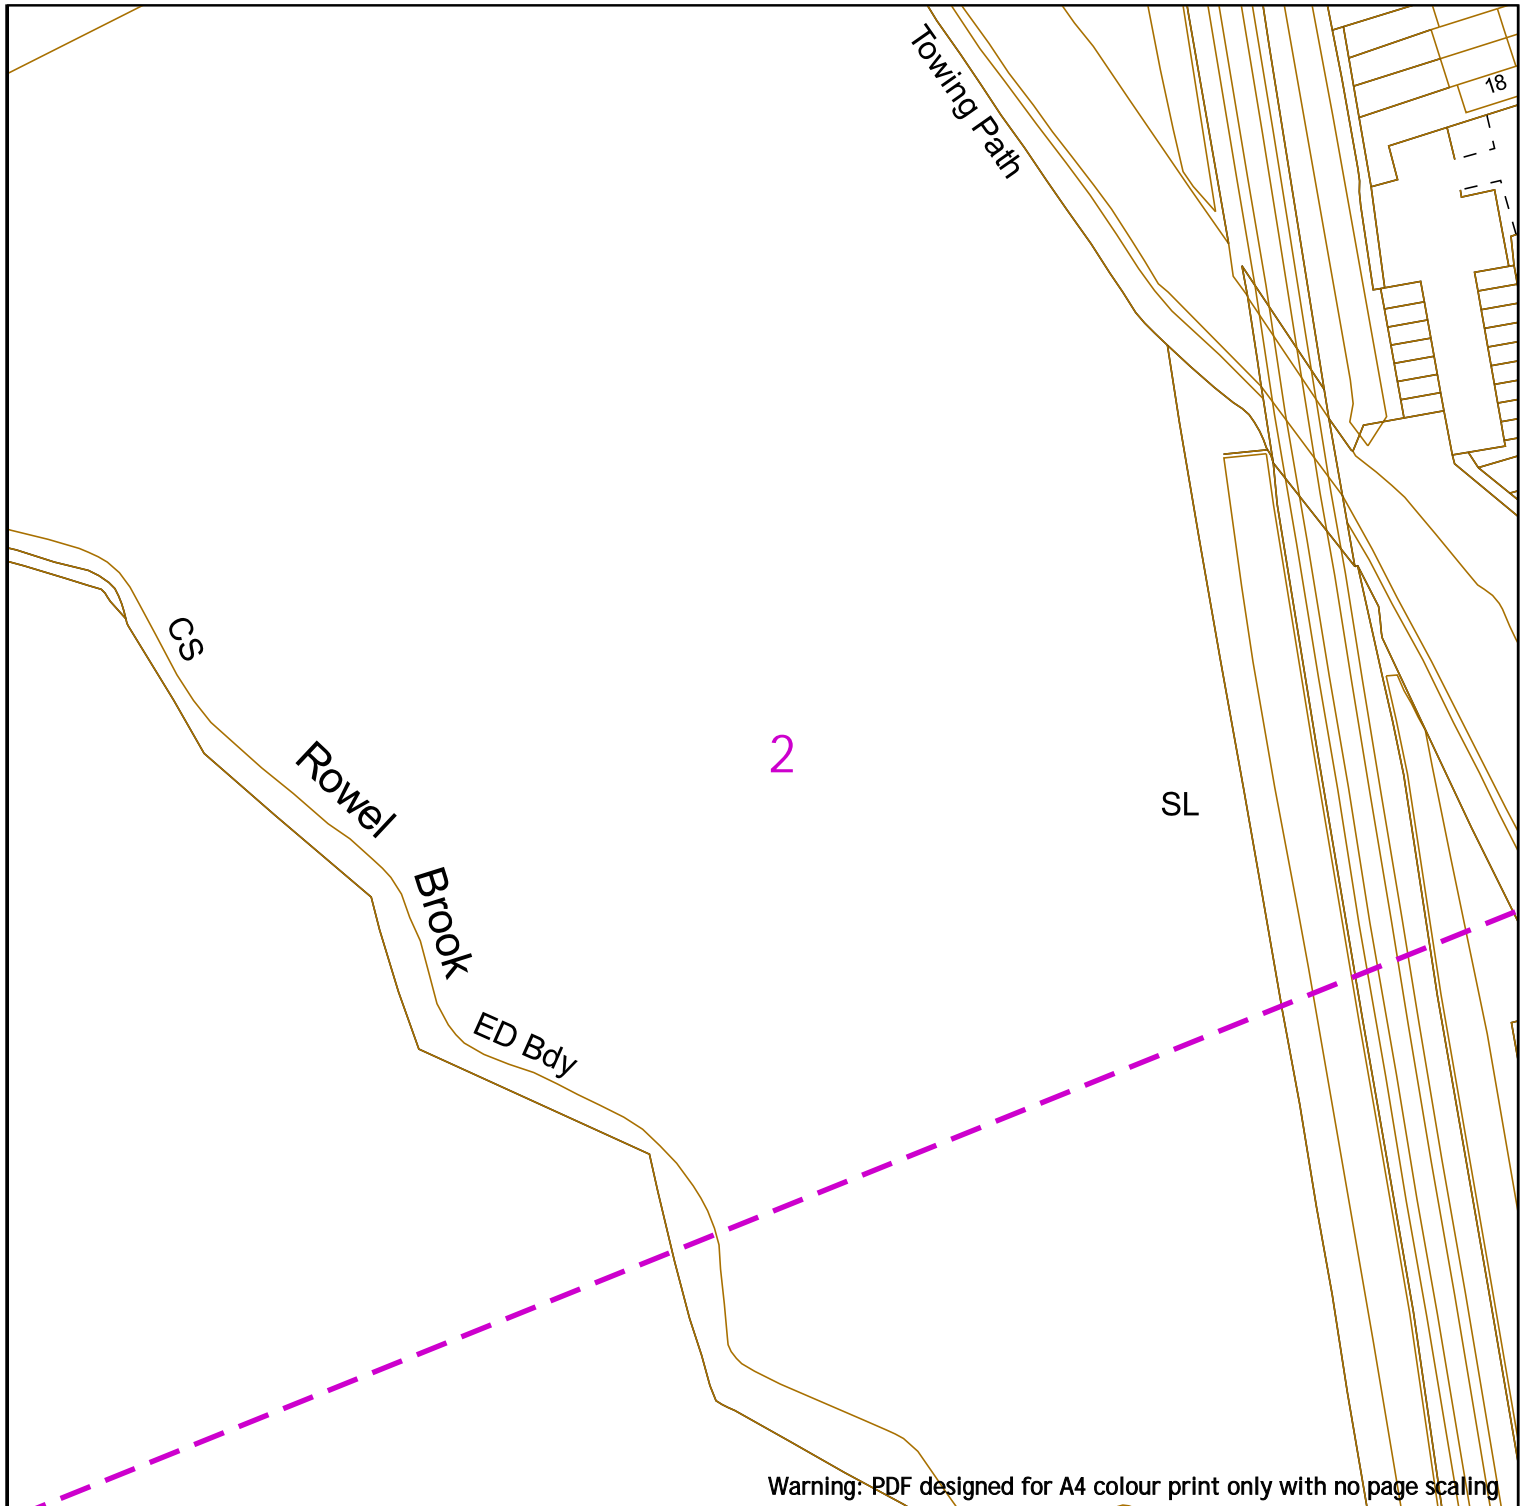 Towing Path
18
CS
Rowel
Brook
2
SL
ED Bdy
Warning: PDF designed for A4 colour print only with no page scaling